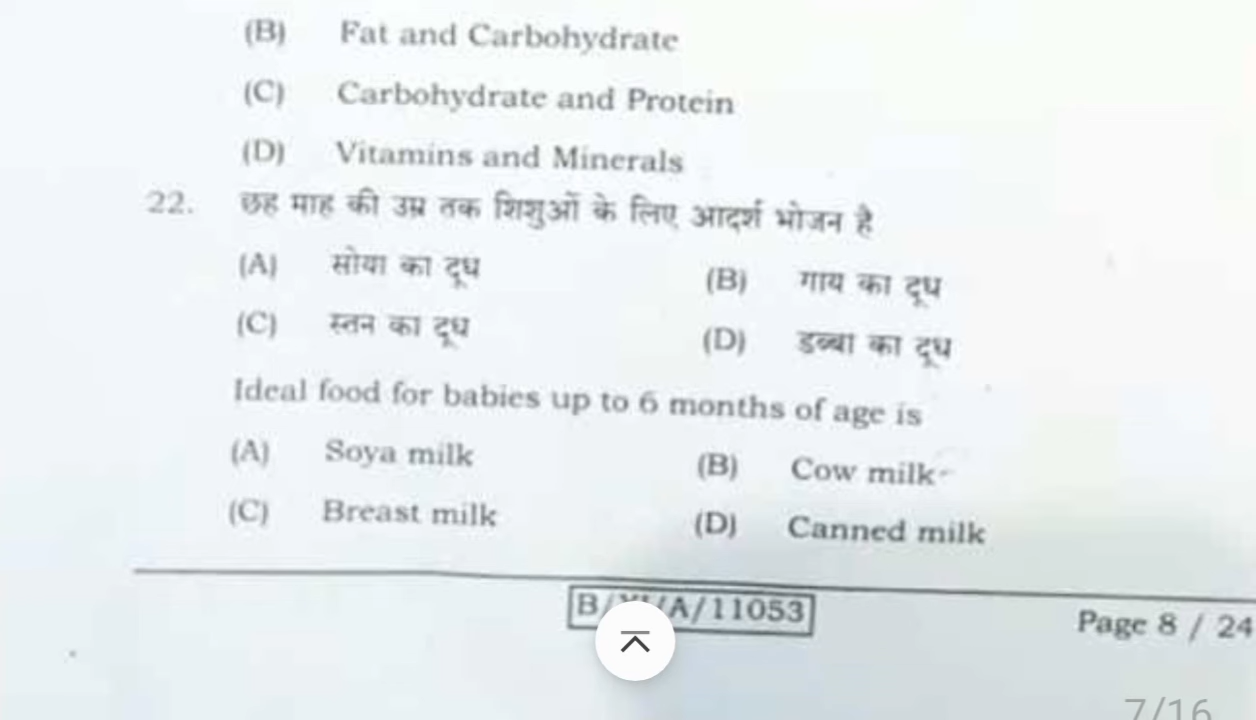 (B) Fat and Carbohydrate
(C) Carbohydrate and Protein
(D) Vitamins and Minerals
22. छह माह की उम्र तक शिशुओं के लिए आदर्श भोजन है
(A) सोया का दूध (B) गाय का दूध
(C) स्तन का दूध (D) डब्बा का दूध
Ideal food for babies up to 6 months of age is
(A) Soya milk (B) Cow milk
(C) Breast milk (D) Canned milk
B/ /A/11053
Page 8 / 24
7/16